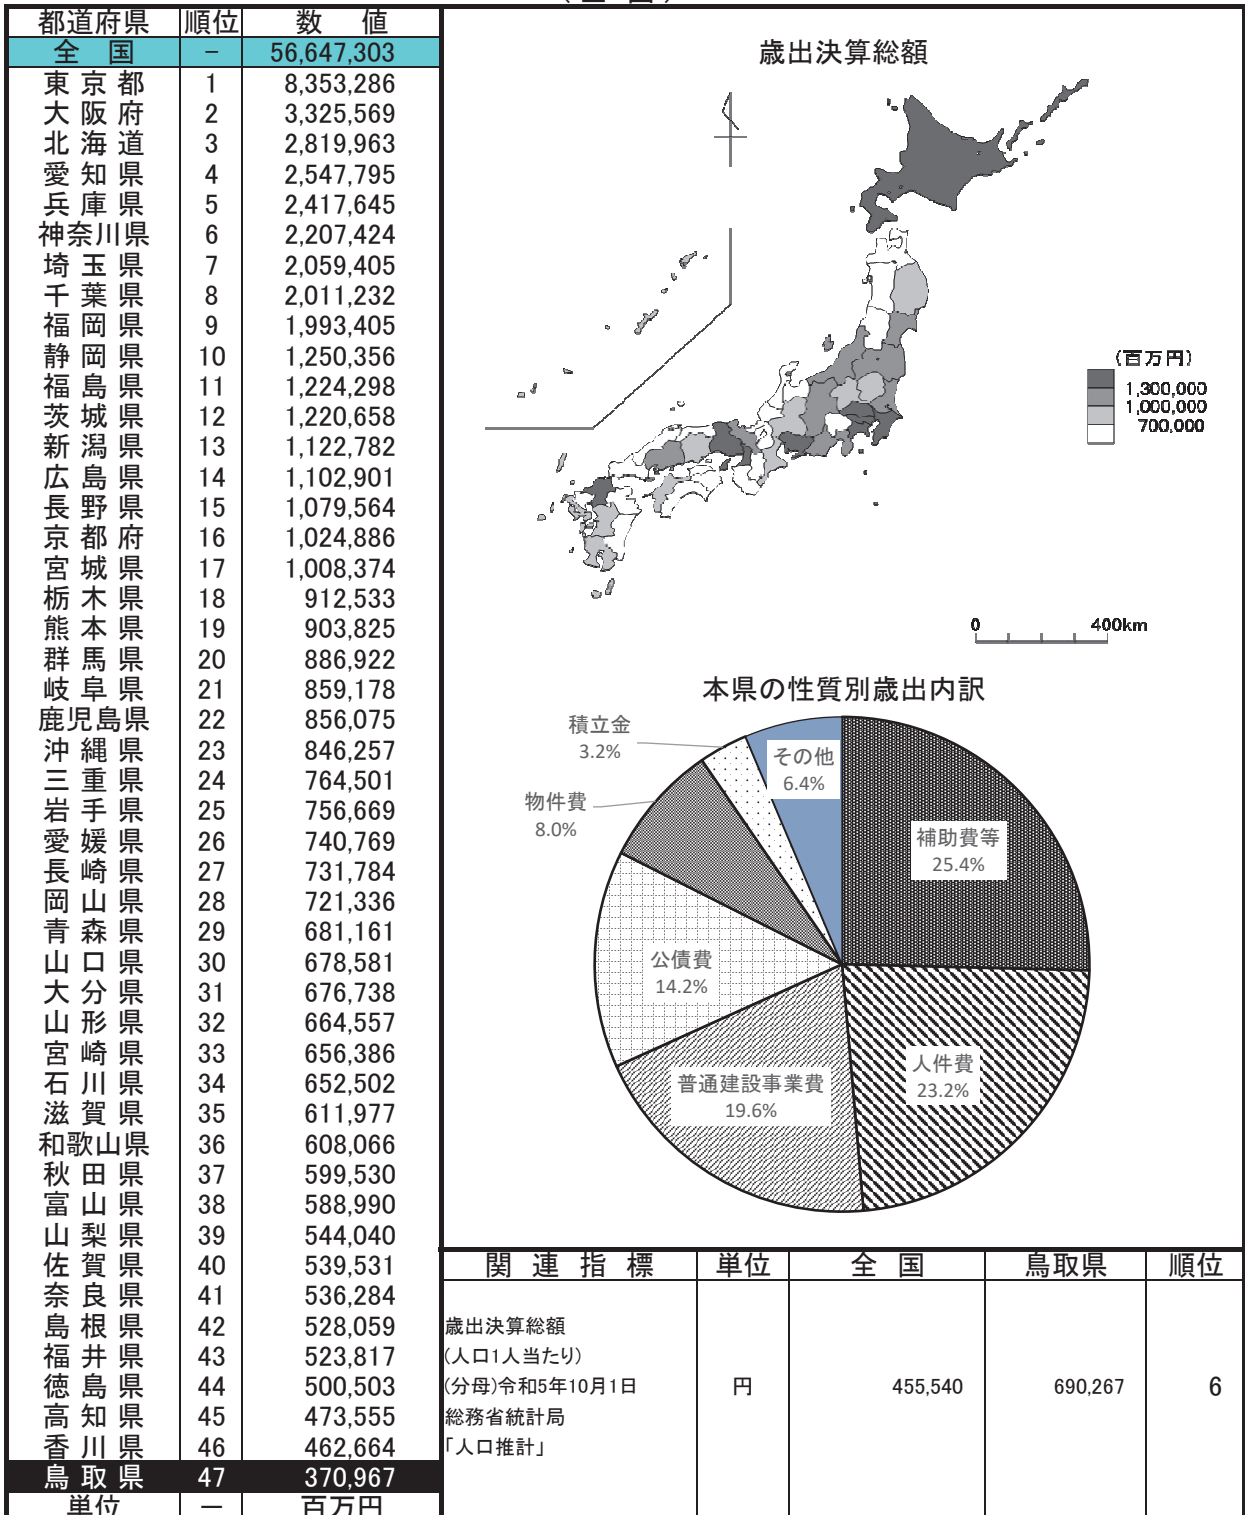 (全 国)
都道府県 順位 数 値
全 国 － 56,647,303
東 京 都 1 8,353,286
大 阪 府 2 3,325,569
北 海 道 3 2,819,963
愛 知 県 4 2,547,795
兵 庫 県 5 2,417,645
神奈川県 6 2,207,424
埼 玉 県 7 2,059,405
千 葉 県 8 2,011,232
福 岡 県 9 1,993,405
静 岡 県 10 1,250,356
福 島 県 11 1,224,298
茨 城 県 12 1,220,658
新 潟 県 13 1,122,782
広 島 県 14 1,102,901
長 野 県 15 1,079,564
京 都 府 16 1,024,886
宮 城 県 17 1,008,374
栃 木 県 18 912,533
熊 本 県 19 903,825
群 馬 県 20 886,922
岐 阜 県 21 859,178
鹿児島県 22 856,075
沖 縄 県 23 846,257
三 重 県 24 764,501
岩 手 県 25 756,669
愛 媛 県 26 740,769
長 崎 県 27 731,784
岡 山 県 28 721,336
青 森 県 29 681,161
山 口 県 30 678,581
大 分 県 31 676,738
山 形 県 32 664,557
宮 崎 県 33 656,386
石 川 県 34 652,502
滋 賀 県 35 611,977
和歌山県 36 608,066
秋 田 県 37 599,530
富 山 県 38 588,990
山 梨 県 39 544,040
佐 賀 県 40 539,531
奈 良 県 41 536,284
島 根 県 42 528,059
福 井 県 43 523,817
徳 島 県 44 500,503
高 知 県 45 473,555
香 川 県 46 462,664
鳥 取 県 47 370,967
単位 － 百万円
歳出決算総額
(百万円)
1,300,000
1,000,000
700,000
0 400km
本県の性質別歳出内訳
積立金
3.2%
その他
6.4%
物件費
8.0%
補助費等
25.4%
公債費
14.2%
人件費
23.2%
普通建設事業費
19.6%
関 連 指 標 単位 全 国 鳥取県 順位
歳出決算総額
(人口1人当たり)
(分母)令和5年10月1日 円 455,540 690,267 6
総務省統計局
「人口推計」